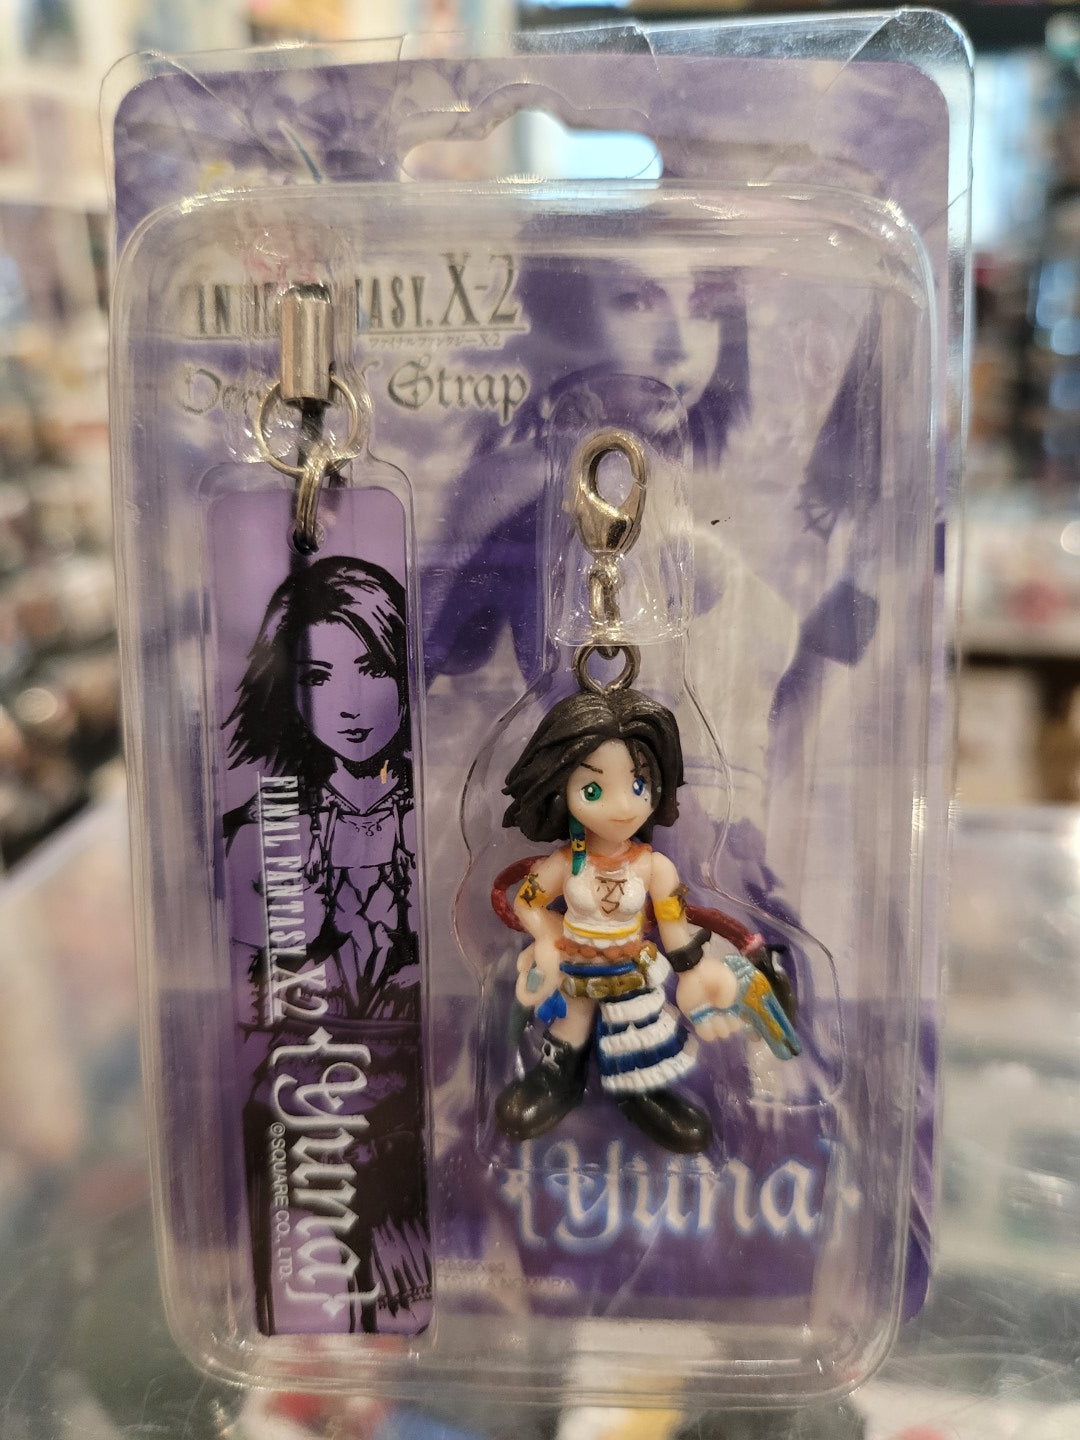 FINAL FANTASY X-2
ファイナルファンタジーX-2
Strap
FINAL FANTASY X-2
{Yuna}
©SQUARE CO., LTD.
{Yuna}